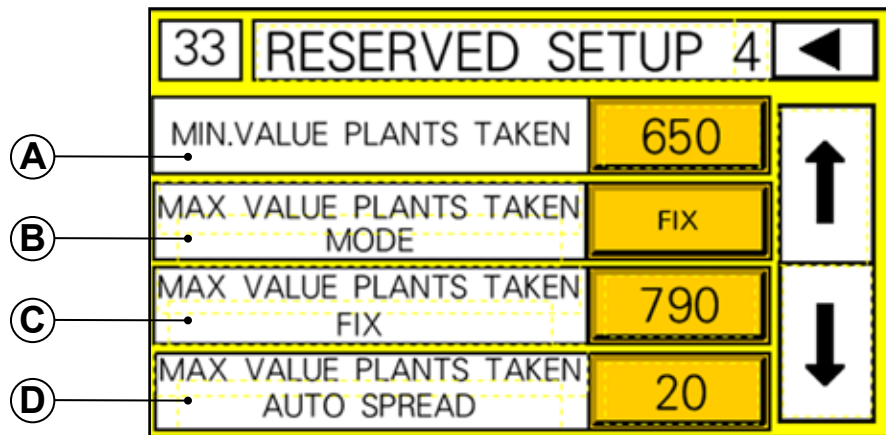 33 RESERVED SETUP 4
A MIN.VALUE PLANTS TAKEN 650
B MAX VALUE PLANTS TAKEN
MODE FIX
C MAX VALUE PLANTS TAKEN
FIX 790
D MAX VALUE PLANTS TAKEN
AUTO SPREAD 20